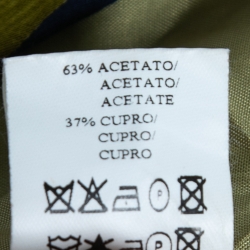 63% ACETATO/
ACETATO/
ACETATE
37% CUPRO/
CUPRO/
CUPRO
P